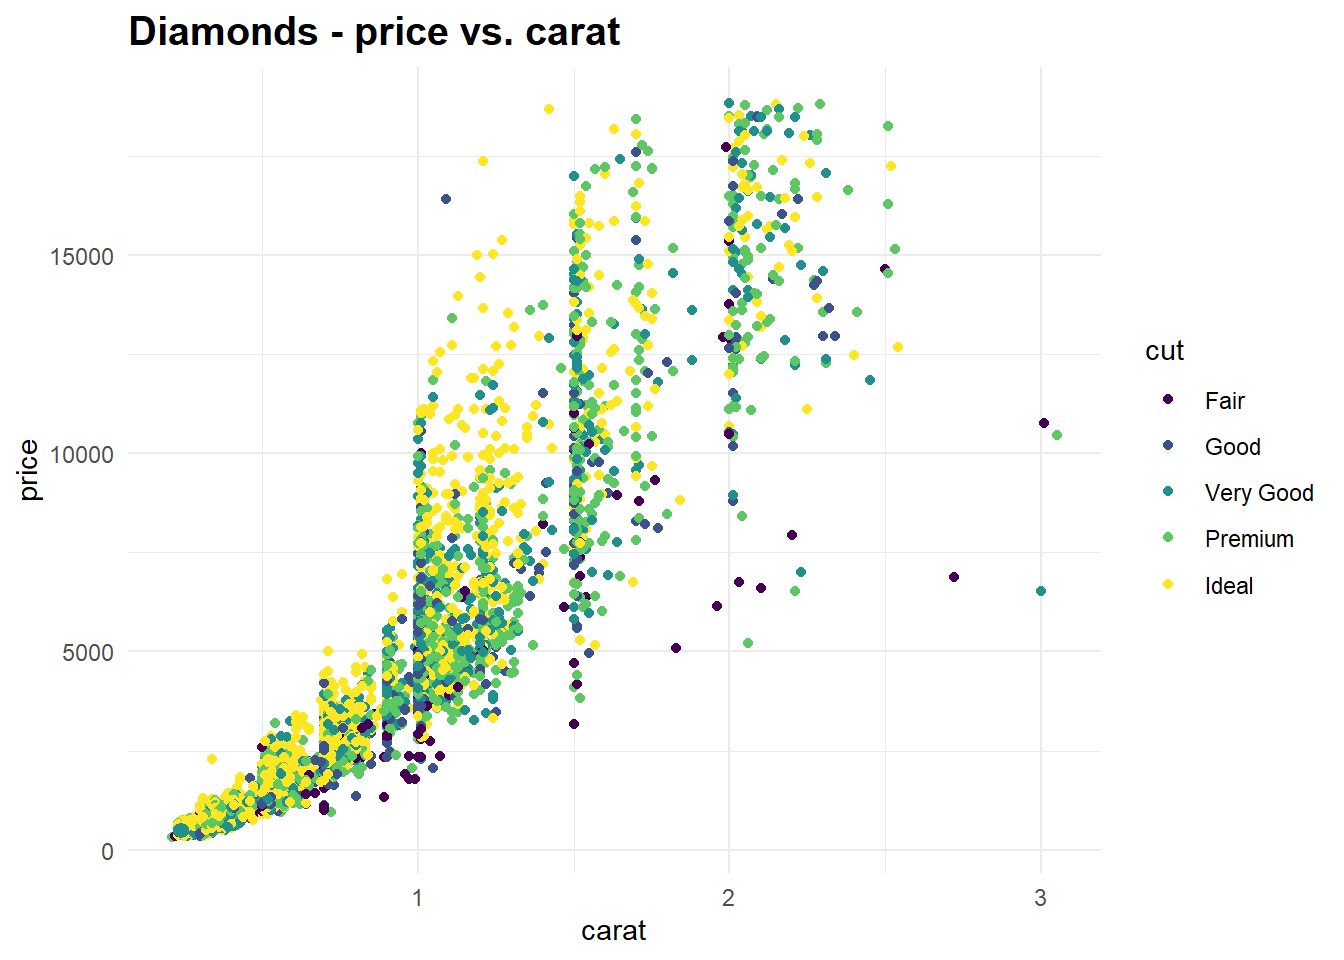 Diamonds - price vs. carat
price
15000
10000
5000
0
1
2
3
carat
cut
Fair
Good
Very Good
Premium
Ideal